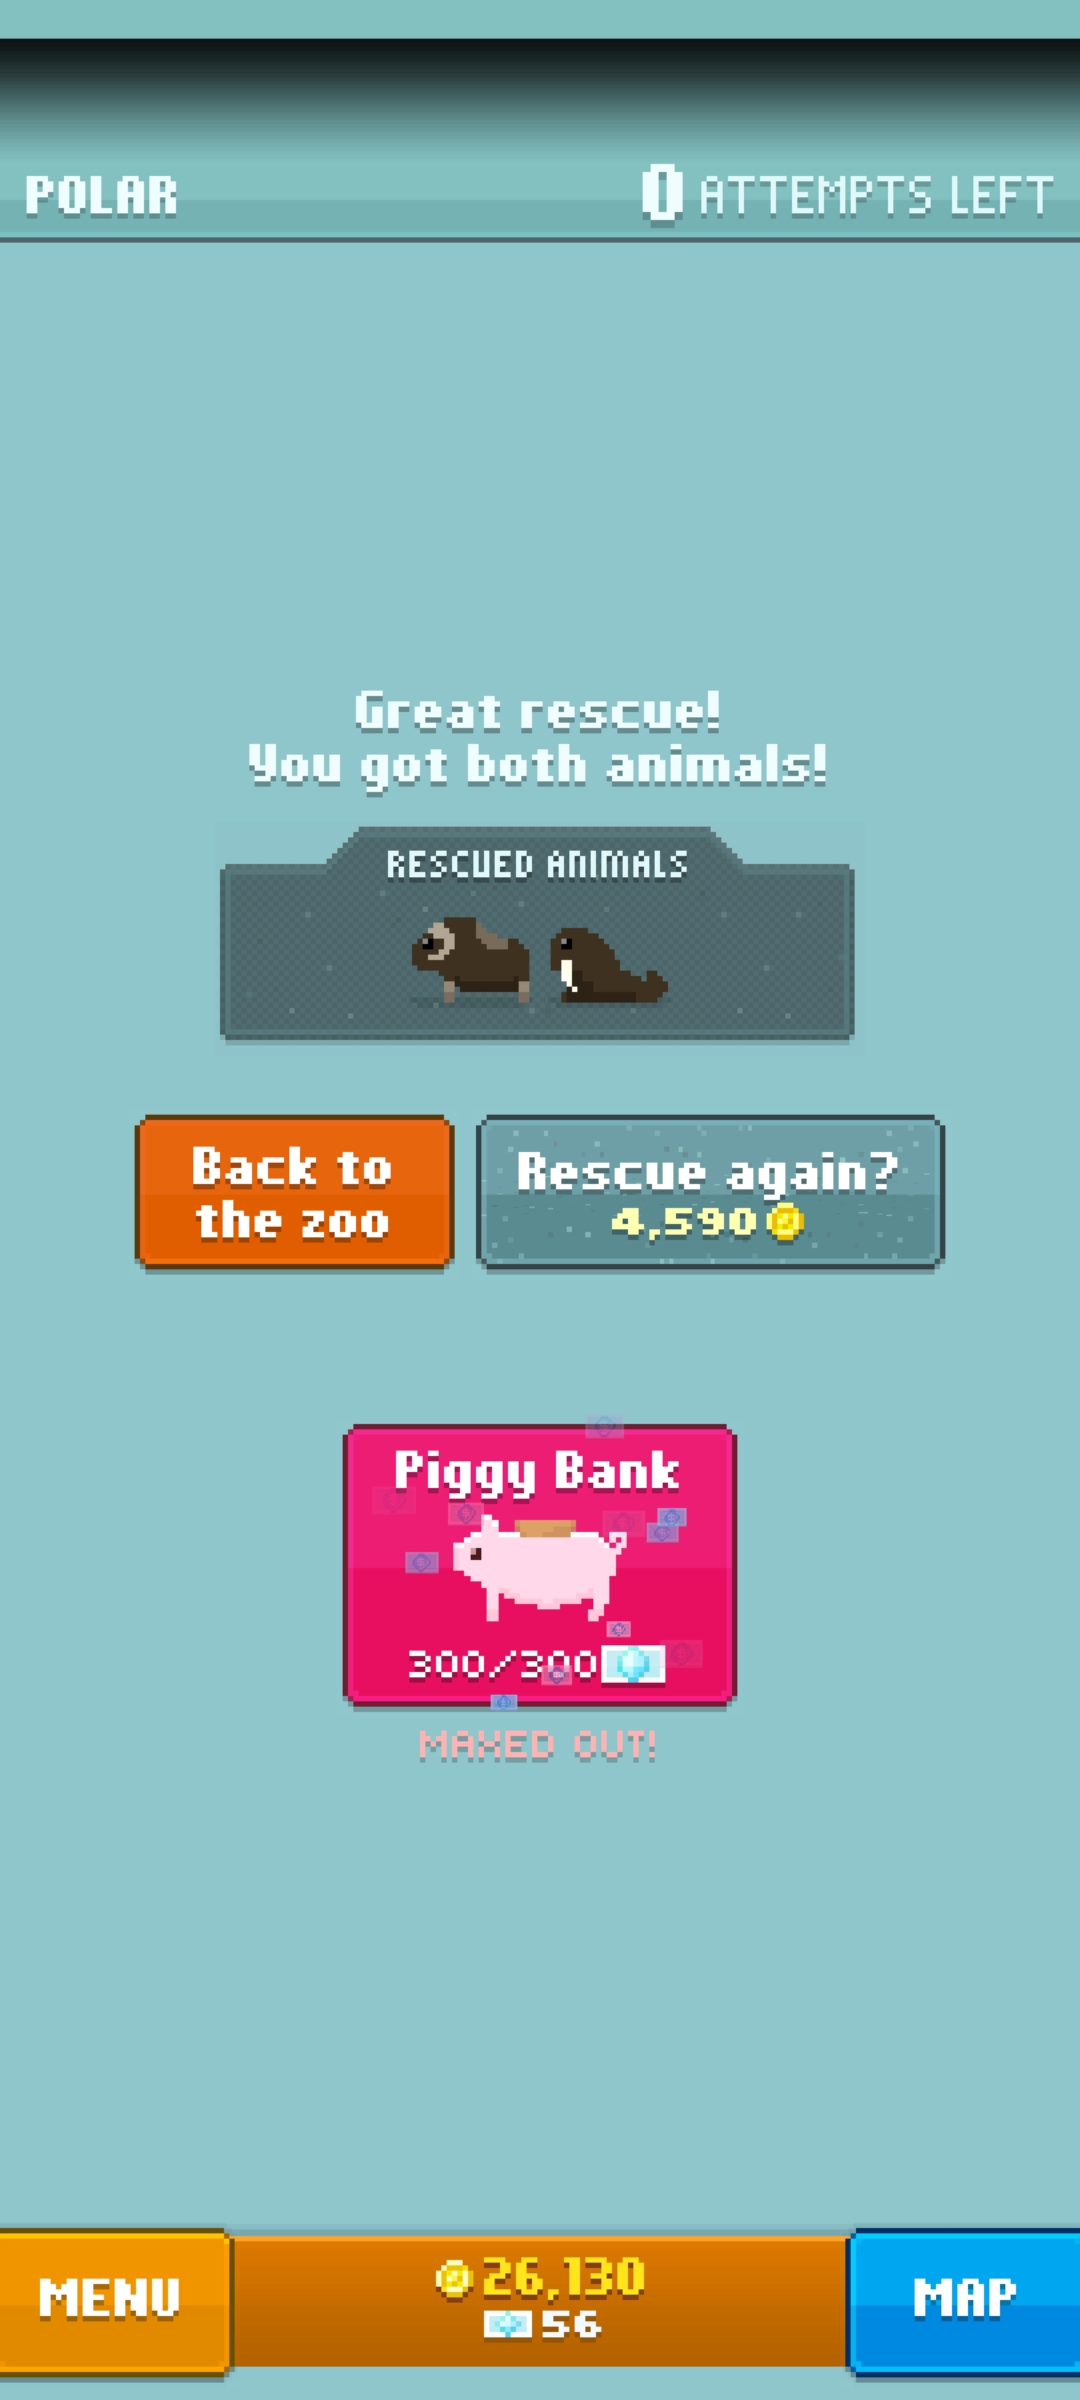 POLAR
0 ATTEMPTS LEFT
Great rescue!
You got both animals!
RESCUED ANIMALS
Back to
the zoo
Rescue again?
4,590
Piggy Bank
300/300
MAXED OUT!
MENU
26,130
56
MAP